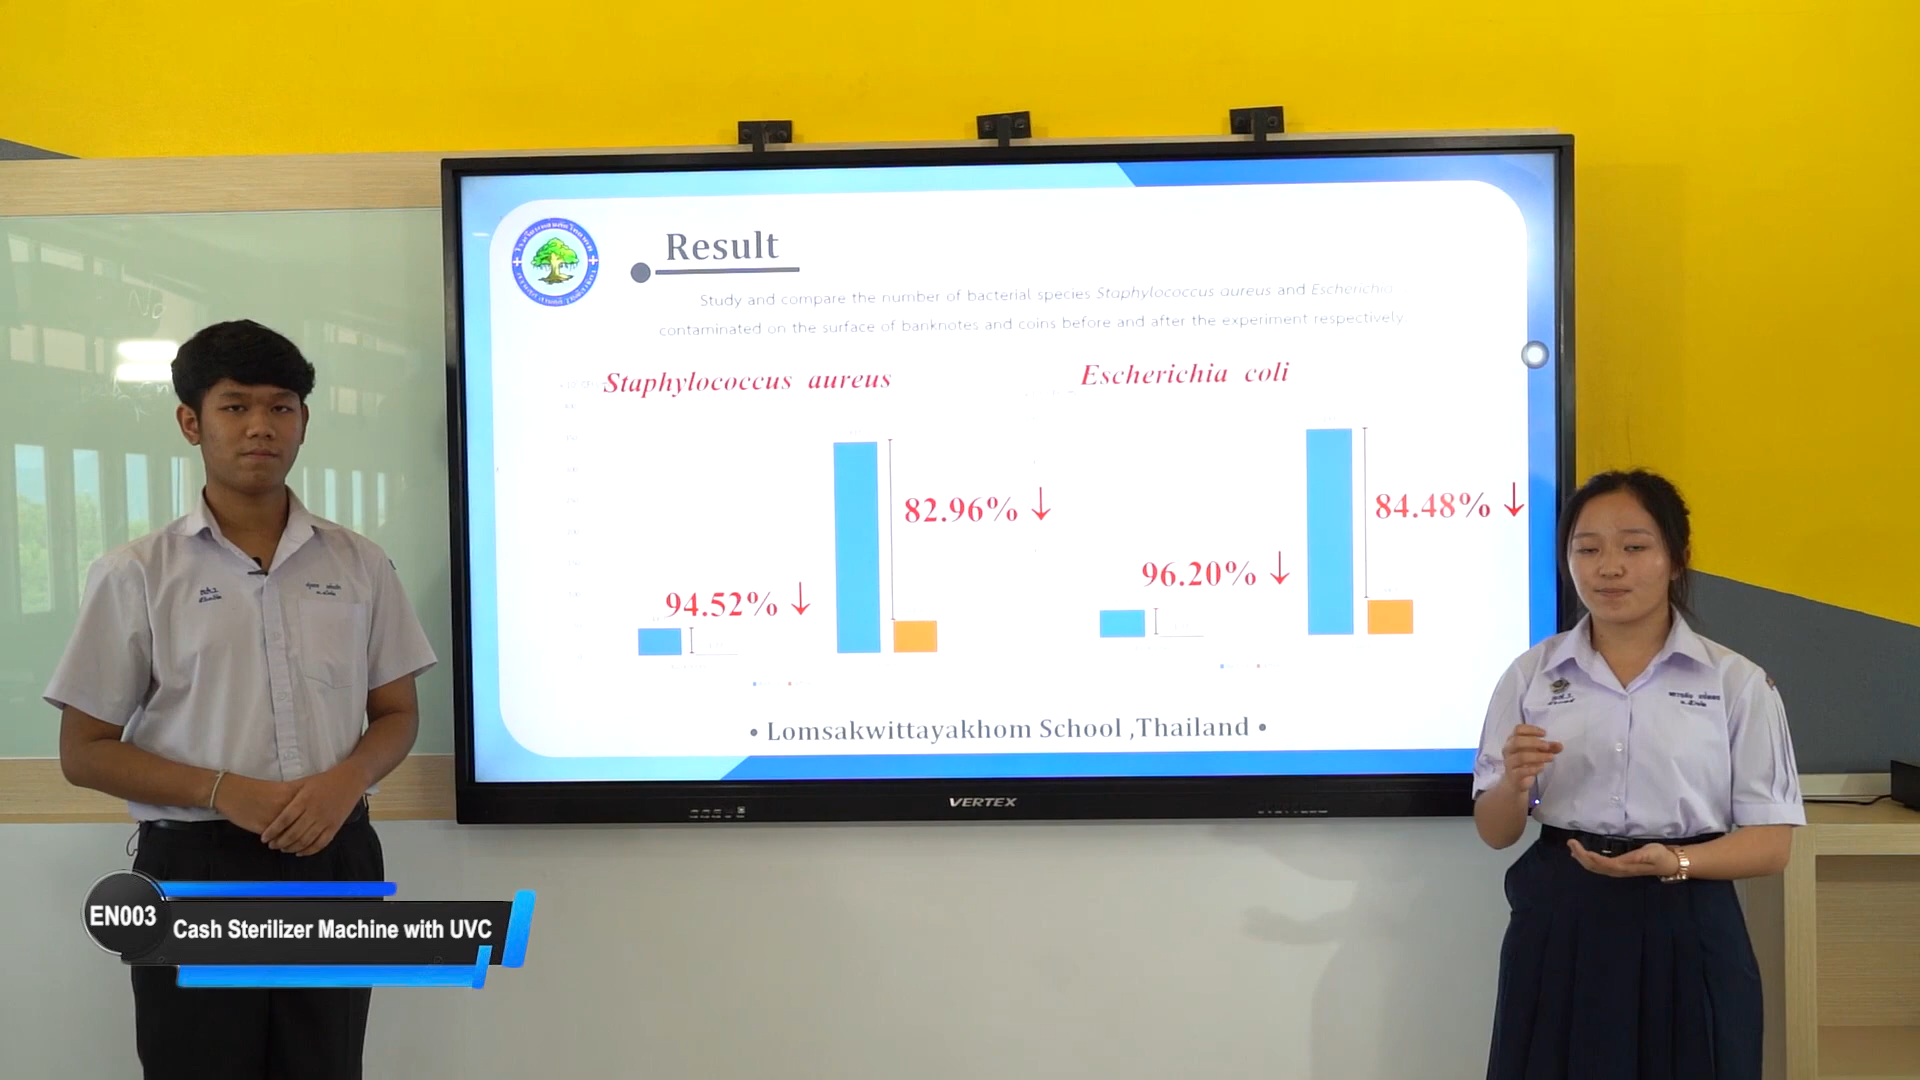 Result
Study and compare the number of bacterial species Staphylococcus aureus and Escherichia
contaminated on the surface of banknotes and coins before and after the experiment respectively.
Staphylococcus aureus
Escherichia coli
82.96% ↓
84.48% ↓
94.52% ↓
96.20% ↓
• Lomsakwittayakhom School ,Thailand •
VERTEX
EN003
Cash Sterilizer Machine with UVC